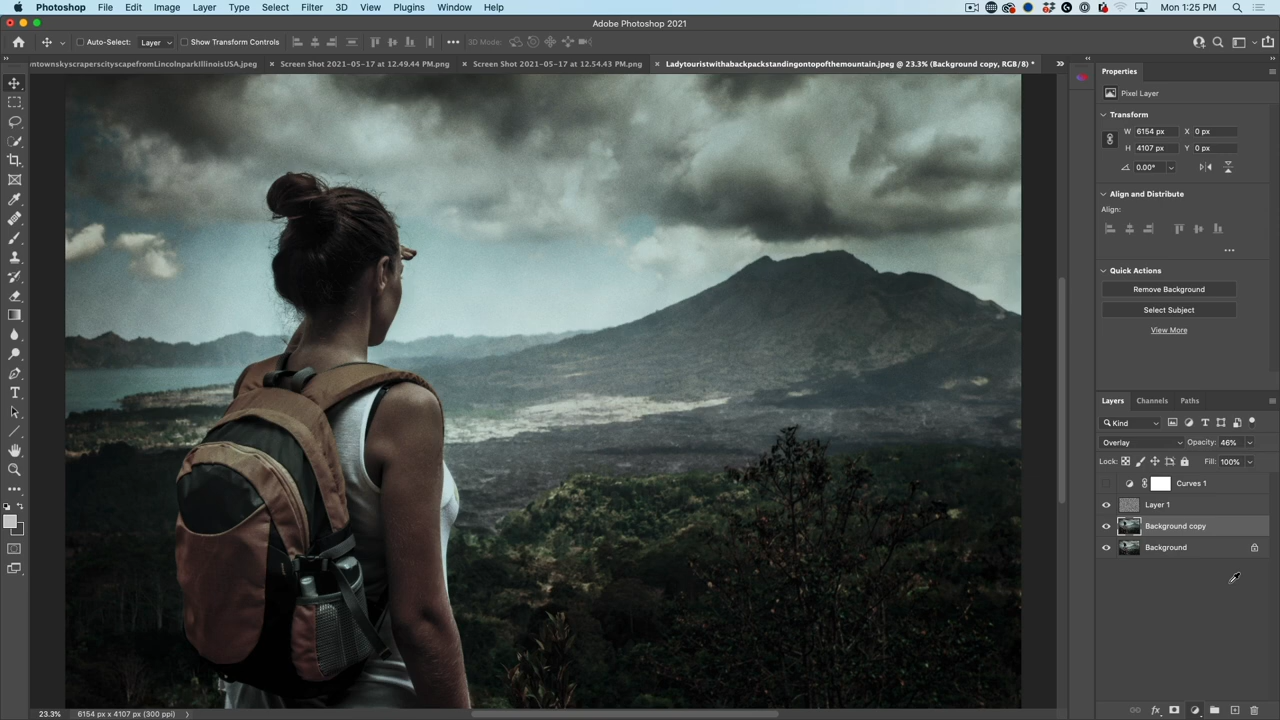 Photoshop File Edit Image Layer Type Select Filter 3D View Plugins Window Help Mon 1:25 PM
Adobe Photoshop 2021
Auto-Select: Layer Show Transform Controls 3D Mode:
ntownskyscraperscityscapefromLincolnparkIllinoisUSA.jpeg Screen Shot 2021-05-17 at 12.49.44 PM.png Screen Shot 2021-05-17 at 12.54.43 PM.png Ladytouristwithabackpackstandingontopofthemountain.jpeg @ 23.3% (Background copy, RGB/8) *
Properties
Pixel Layer
Transform
W 6154 px X 0 px
H 4107 px Y 0 px
0.00°
Align and Distribute
Align:
Quick Actions
Remove Background
Select Subject
View More
Layers Channels Paths
Kind
Overlay Opacity: 46%
Lock: Fill: 100%
Curves 1
Layer 1
Background copy
Background
23.3% 6154 px x 4107 px (300 ppi)